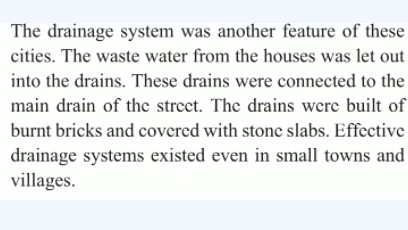 The drainage system was another feature of these
cities. The waste water from the houses was let out
into the drains. These drains were connected to the
main drain of the street. The drains were built of
burnt bricks and covered with stone slabs. Effective
drainage systems existed even in small towns and
villages.